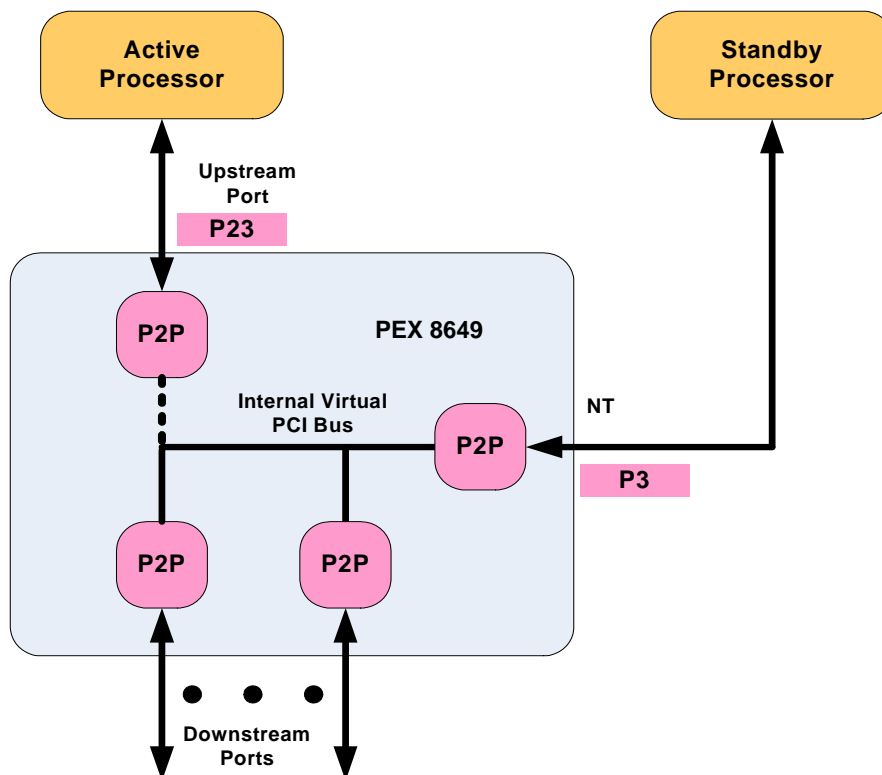 Active
Processor
Standby
Processor
Upstream
Port
P23
P2P
PEX 8649
Internal Virtual
PCI Bus
NT
P2P
P3
P2P
P2P
Downstream
Ports